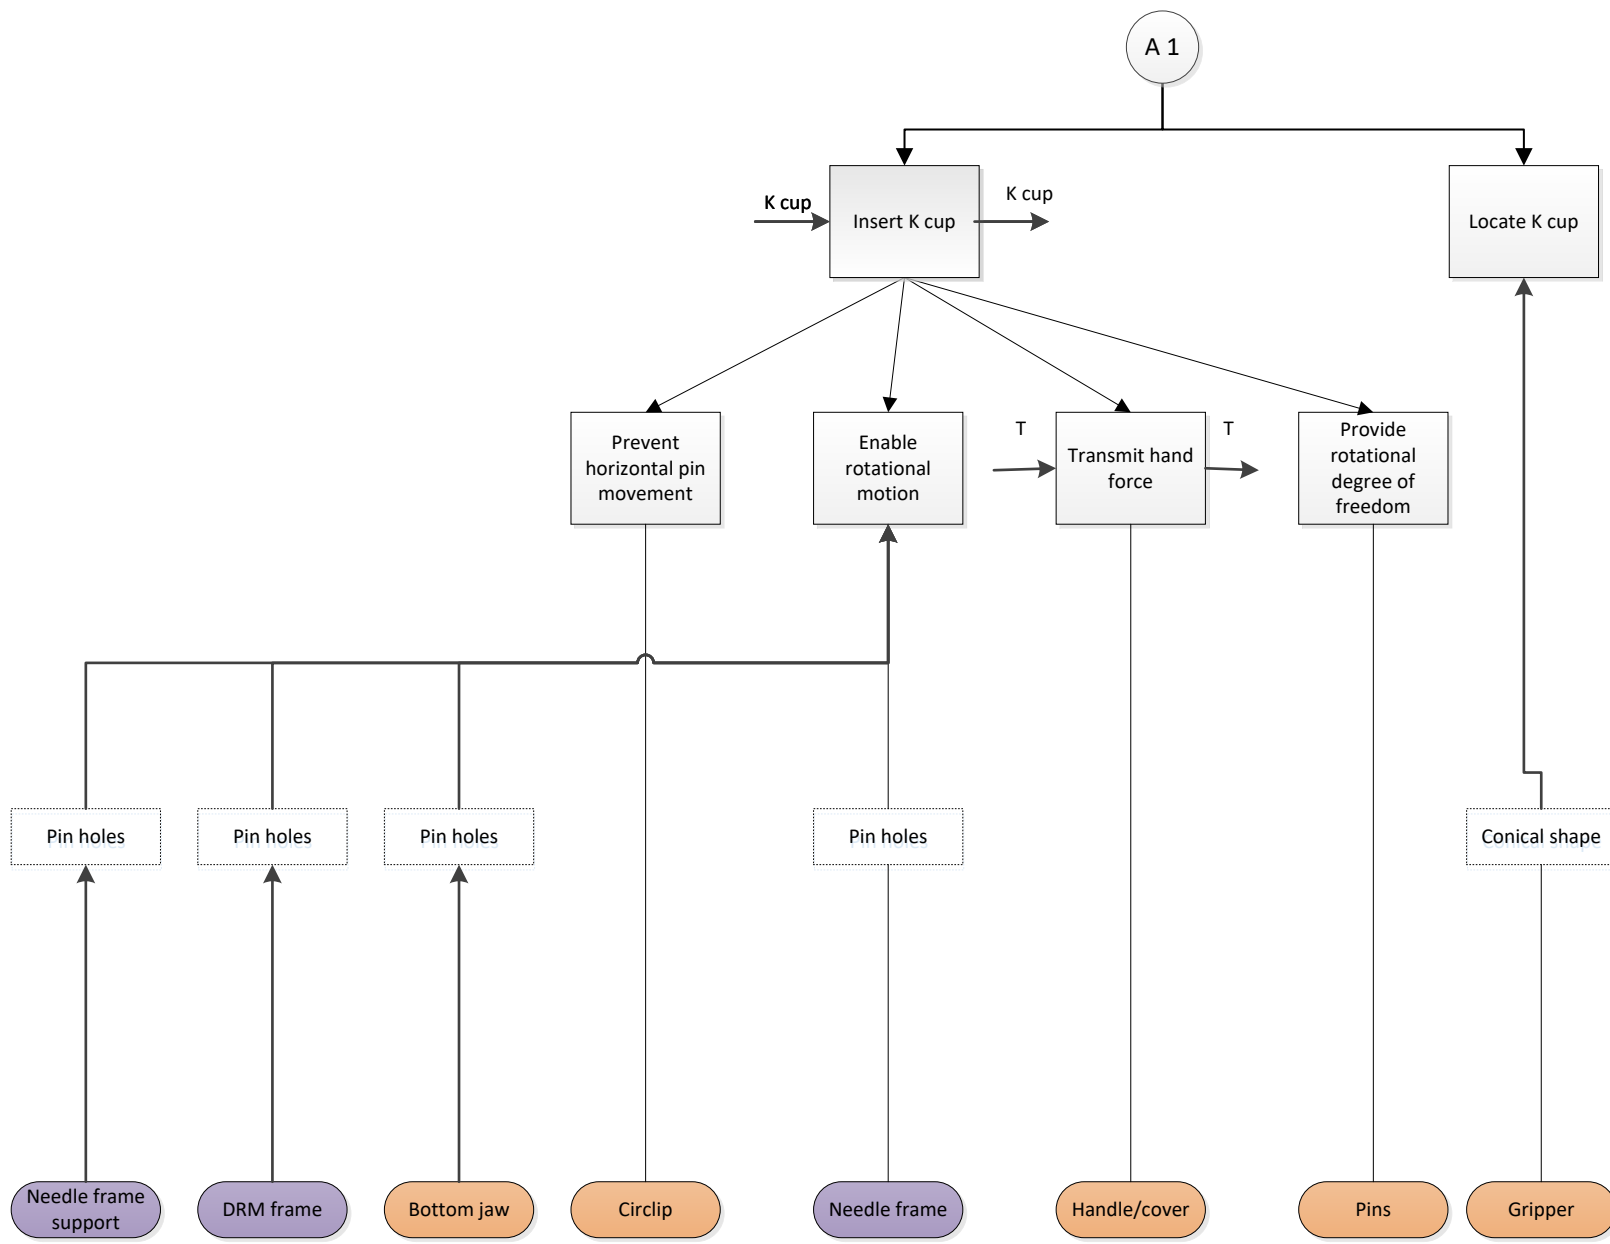 A 1
K cup
Insert K cup
K cup
Locate K cup
Prevent
horizontal pin
movement
Enable
rotational
motion
T
Transmit hand
force
T
Provide
rotational
degree of
freedom
Pin holes
Pin holes
Pin holes
Pin holes
Conical shape
Needle frame
support
DRM frame
Bottom jaw
Circlip
Needle frame
Handle/cover
Pins
Gripper